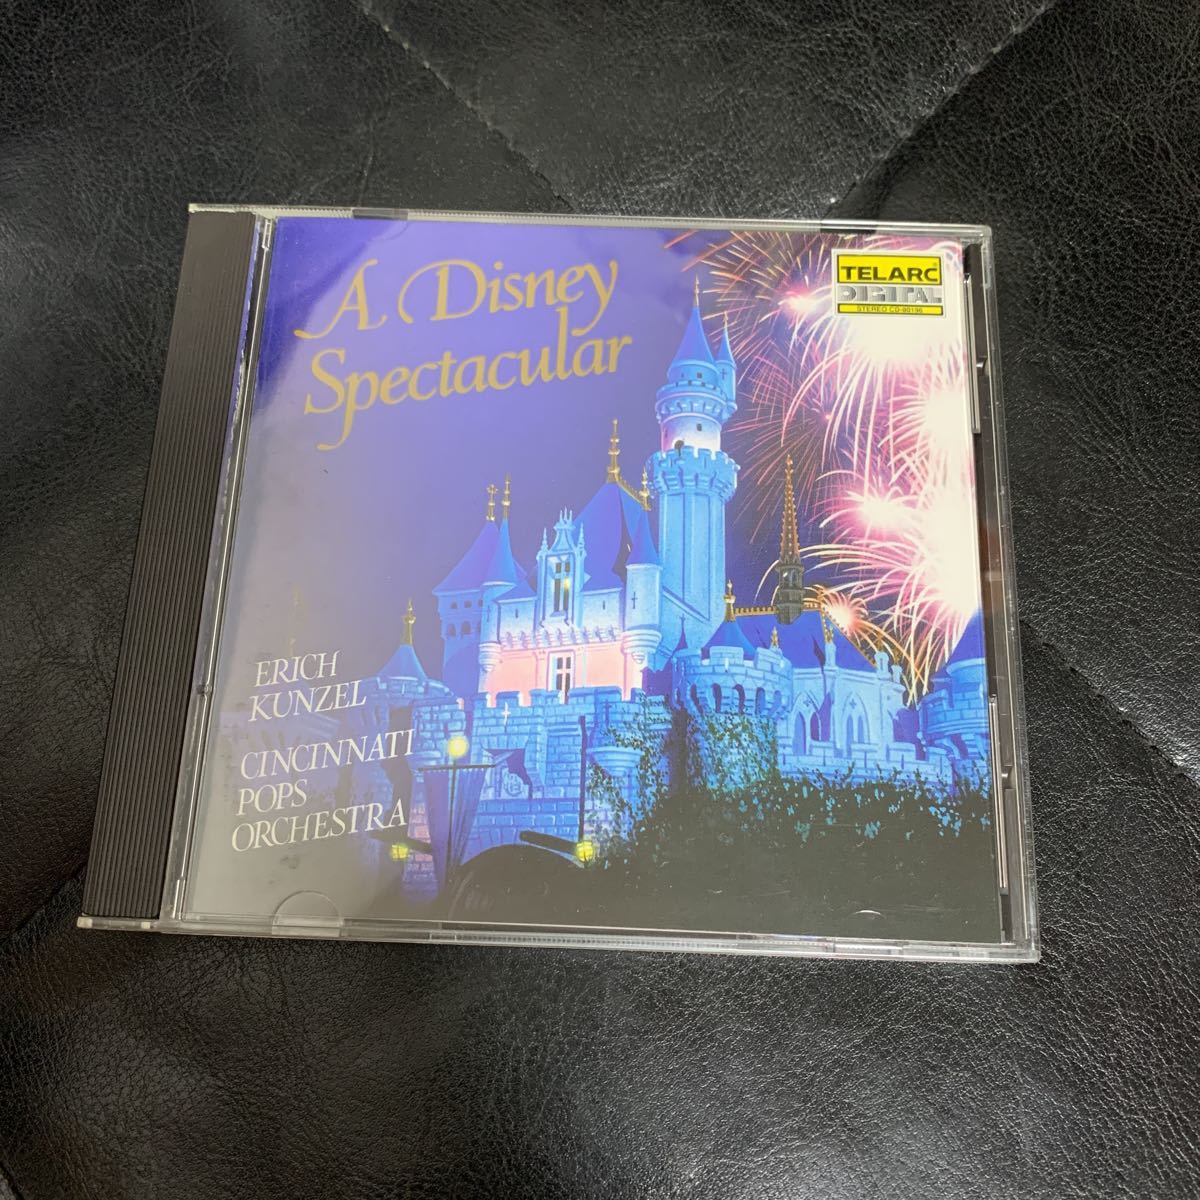 A Disney
Spectacular
TELARC
DIGITAL
STEREO CD-80196
ERICH
KUNZEL
CINCINNATI
POPS
ORCHESTRA